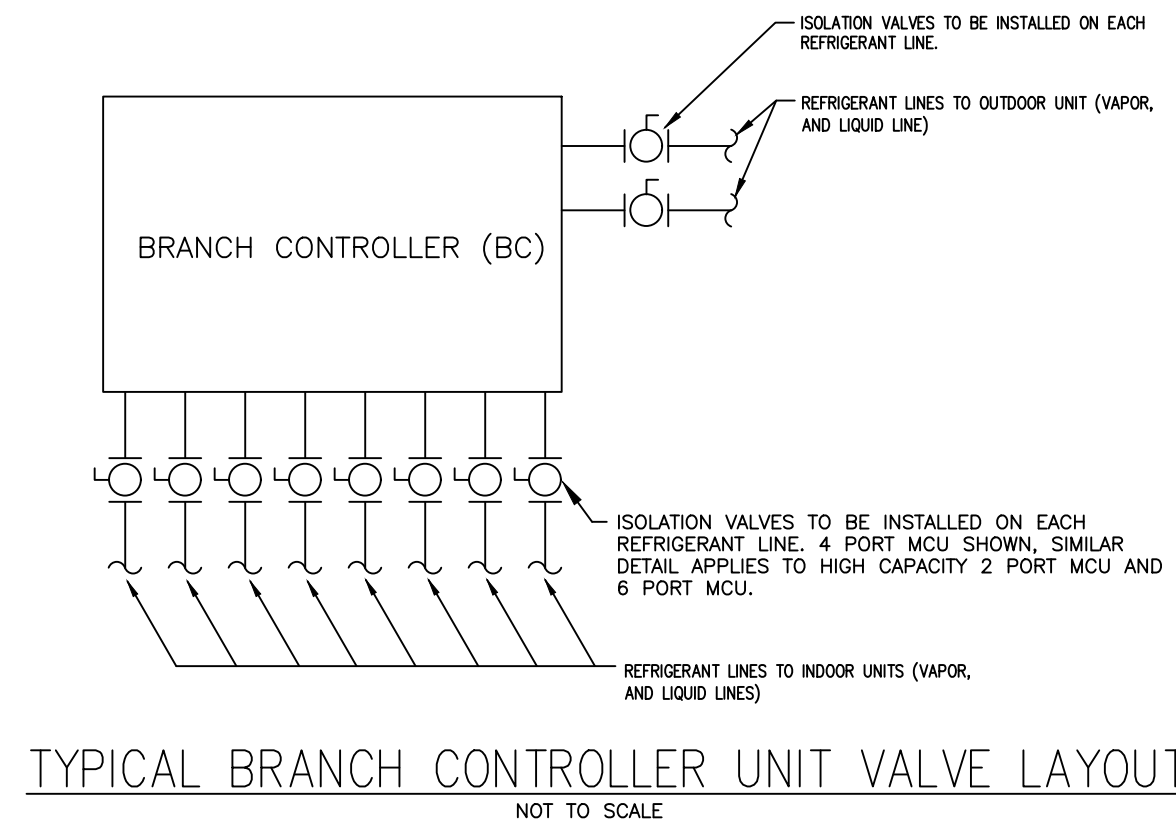 ISOLATION VALVES TO BE INSTALLED ON EACH
REFRIGERANT LINE.
REFRIGERANT LINES TO OUTDOOR UNIT (VAPOR,
AND LIQUID LINE)
BRANCH CONTROLLER (BC)
ISOLATION VALVES TO BE INSTALLED ON EACH
REFRIGERANT LINE. 4 PORT MCU SHOWN, SIMILAR
DETAIL APPLIES TO HIGH CAPACITY 2 PORT MCU AND
6 PORT MCU.
REFRIGERANT LINES TO INDOOR UNITS (VAPOR,
AND LIQUID LINES)
TYPICAL BRANCH CONTROLLER UNIT VALVE LAYOUT
NOT TO SCALE